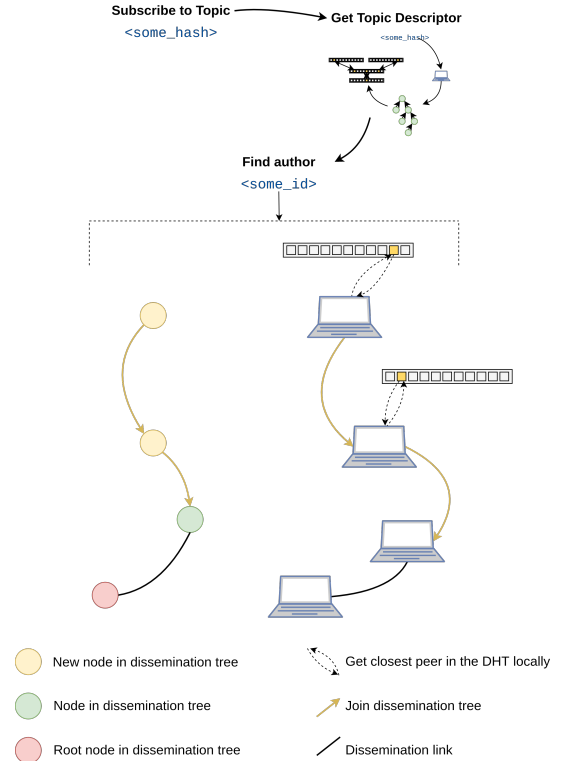 Subscribe to Topic
<some_hash>
Get Topic Descriptor
<some_hash>
Find author
<some_id>
New node in dissemination tree
Get closest peer in the DHT locally
Node in dissemination tree
Join dissemination tree
Root node in dissemination tree
Dissemination link